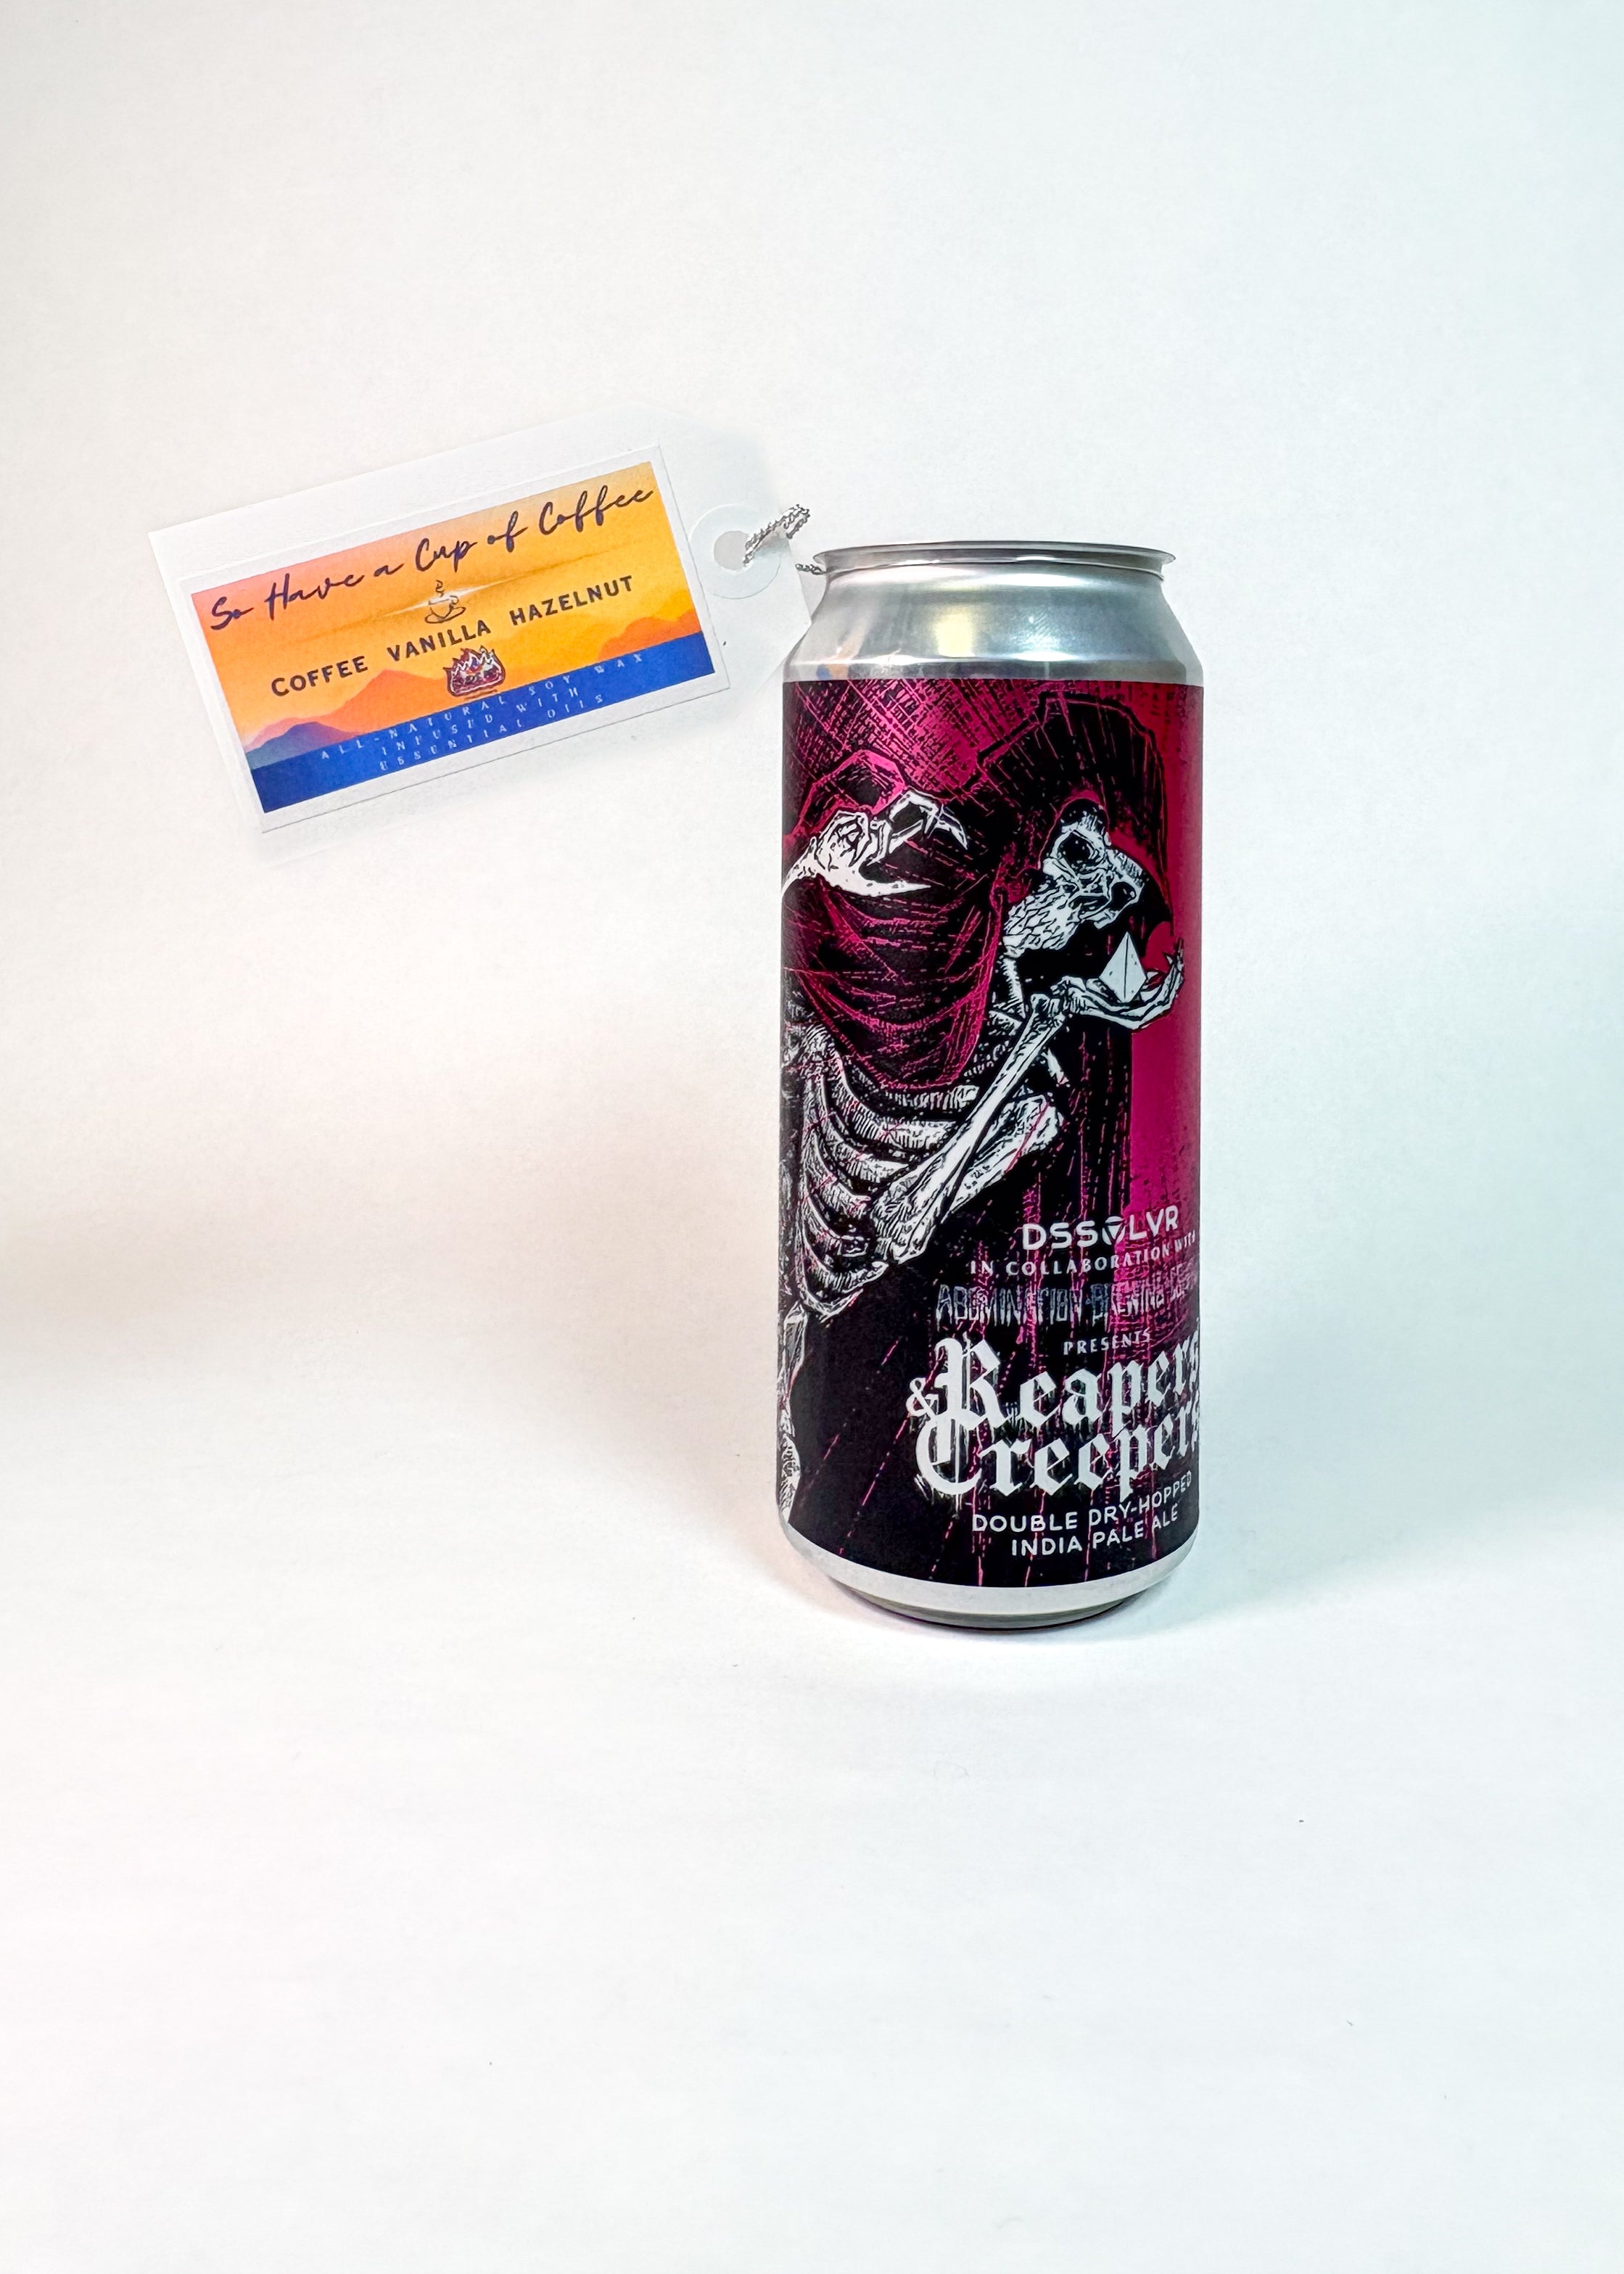 So Have a Cup of Coffee
COFFEE VANILLA HAZELNUT
ALL-NATURAL SOY WAX
INFUSED WITH
ESSENTIAL OILS
DSSOLVR
IN COLLABORATION WITH
ABOMINATION BREWING
PRESENTS
Reapers
& Creepers
DOUBLE DRY-HOPPED
INDIA PALE ALE